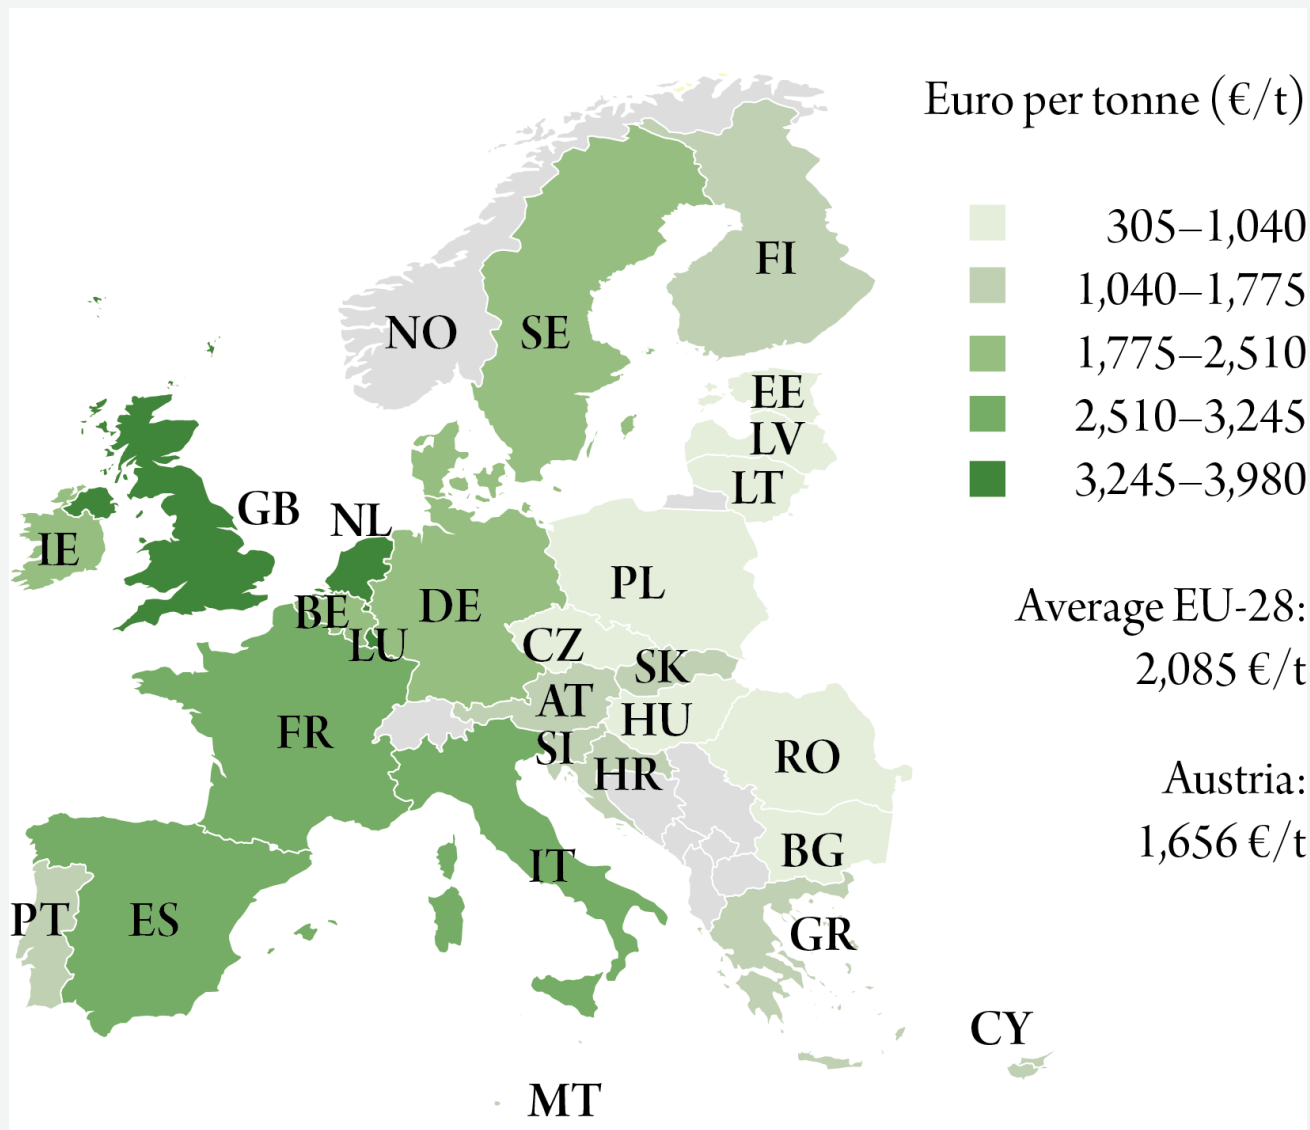 Euro per tonne (€/t)
305–1,040
1,040–1,775
1,775–2,510
2,510–3,245
3,245–3,980
Average EU-28:
2,085 €/t
Austria:
1,656 €/t
FI
NO
SE
EE
LV
LT
GB
NL
IE
PL
BE
DE
LU
CZ
SK
AT
HU
FR
SI
HR
RO
BG
IT
PT
ES
GR
CY
MT